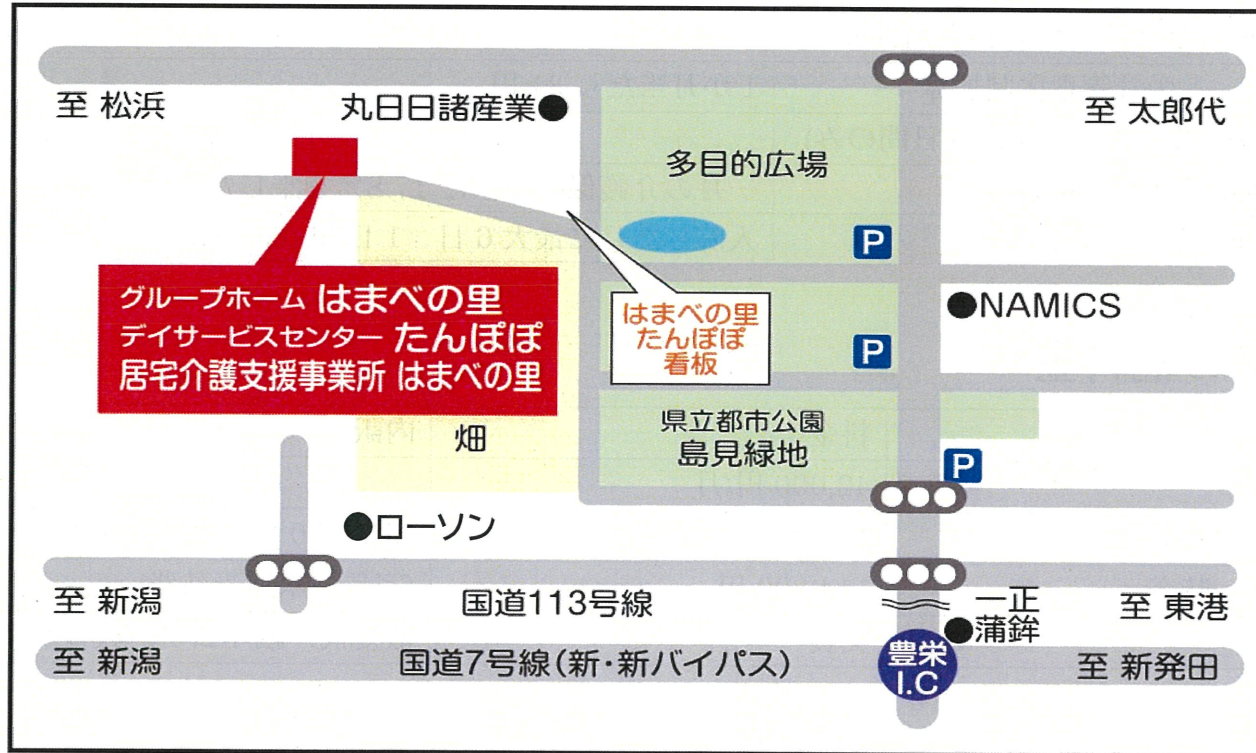 至 松浜
丸日日諸産業
至 太郎代
多目的広場
P
グループホーム はまべの里
デイサービスセンター たんぽぽ
居宅介護支援事業所 はまべの里
はまべの里
たんぽぽ
看板
NAMICS
P
県立都市公園
島見緑地
畑
P
ローソン
至 新潟
国道113号線
一正
蒲鉾
至 東港
至 新潟
国道7号線(新・新バイパス)
豊栄
I.C
至 新発田